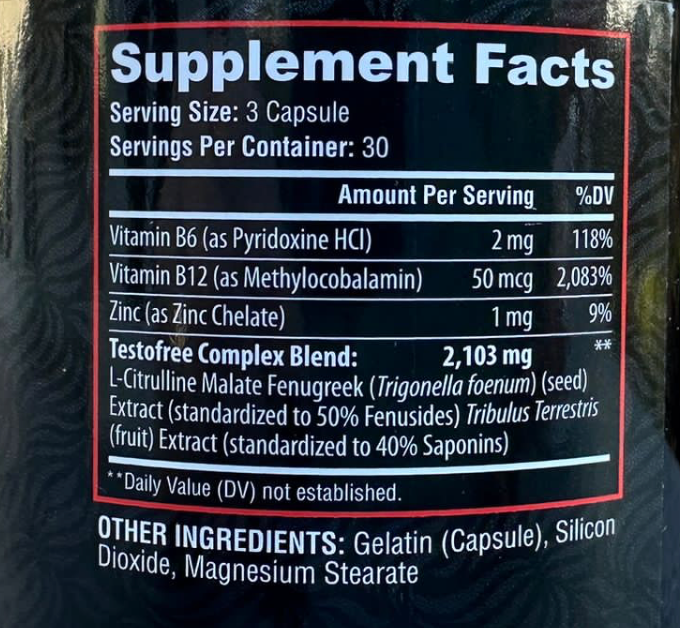 Supplement Facts
Serving Size: 3 Capsule
Servings Per Container: 30
Amount Per Serving %DV
Vitamin B6 (as Pyridoxine HCl) 2 mg 118%
Vitamin B12 (as Methylocobalamin) 50 mcg 2,083%
Zinc (as Zinc Chelate) 1 mg 9%
Testofree Complex Blend: 2,103 mg **
L-Citrulline Malate Fenugreek (Trigonella foenum) (seed)
Extract (standardized to 50% Fenusides) Tribulus Terrestris
(fruit) Extract (standardized to 40% Saponins)
**Daily Value (DV) not established.
OTHER INGREDIENTS: Gelatin (Capsule), Silicon
Dioxide, Magnesium Stearate